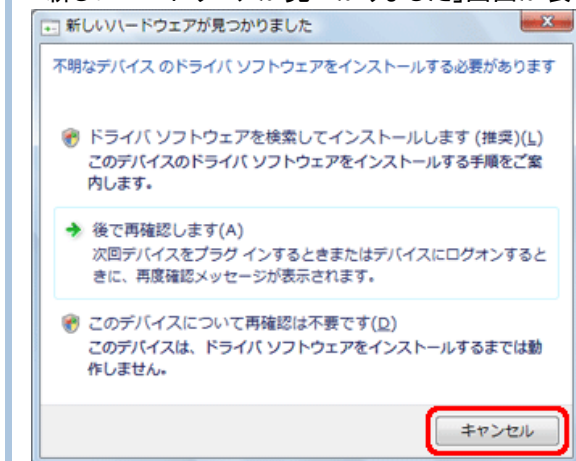 新しいハードウェアが見つかりました
不明なデバイス のドライバ ソフトウェアをインストールする必要があります
ドライバ ソフトウェアを検索してインストールします (推奨)(L)
このデバイスのドライバ ソフトウェアをインストールする手順をご案
内します。
後で再確認します(A)
次回デバイスをプラグ インするときまたはデバイスにログオンすると
きに、再度確認メッセージが表示されます。
このデバイスについて再確認は不要です(D)
このデバイスは、ドライバ ソフトウェアをインストールするまでは動
作しません。
キャンセル